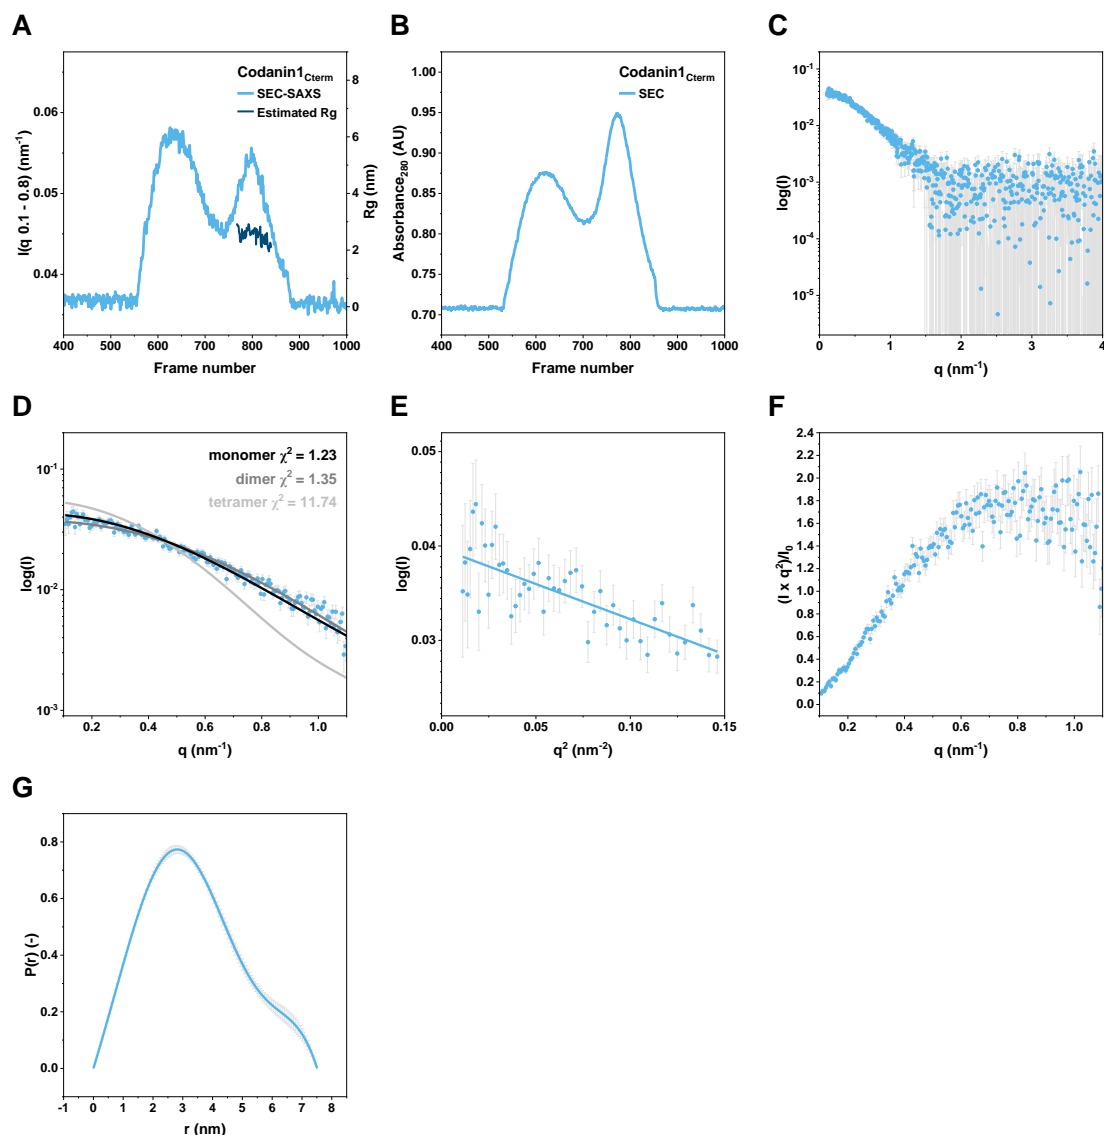 A
Codanin1Cterm
SEC-SAXS
Estimated Rg
I(q 0.1 - 0.8) (nm-1)
0.06
0.05
0.04
Rg (nm)
8
6
4
2
0
400 500 600 700 800 900 1000
Frame number
B
Codanin1Cterm
SEC
Absorbance280 (AU)
1.00
0.95
0.90
0.85
0.80
0.75
0.70
400 500 600 700 800 900 1000
Frame number
C
log(I)
10-1
10-2
10-3
10-4
10-5
0 1 2 3 4
q (nm-1)
D
monomer χ2 = 1.23
dimer χ2 = 1.35
tetramer χ2 = 11.74
log(I)
10-1
10-2
10-3
0.2 0.4 0.6 0.8 1.0
q (nm-1)
E
log(I)
0.05
0.04
0.03
0.00 0.05 0.10 0.15
q2 (nm-2)
F
(I x q2)/I0
2.4
2.2
2.0
1.8
1.6
1.4
1.2
1.0
0.8
0.6
0.4
0.2
0.0
0.2 0.4 0.6 0.8 1.0
q (nm-1)
G
P(r) (-)
0.8
0.6
0.4
0.2
0.0
-1 0 1 2 3 4 5 6 7 8
r (nm)